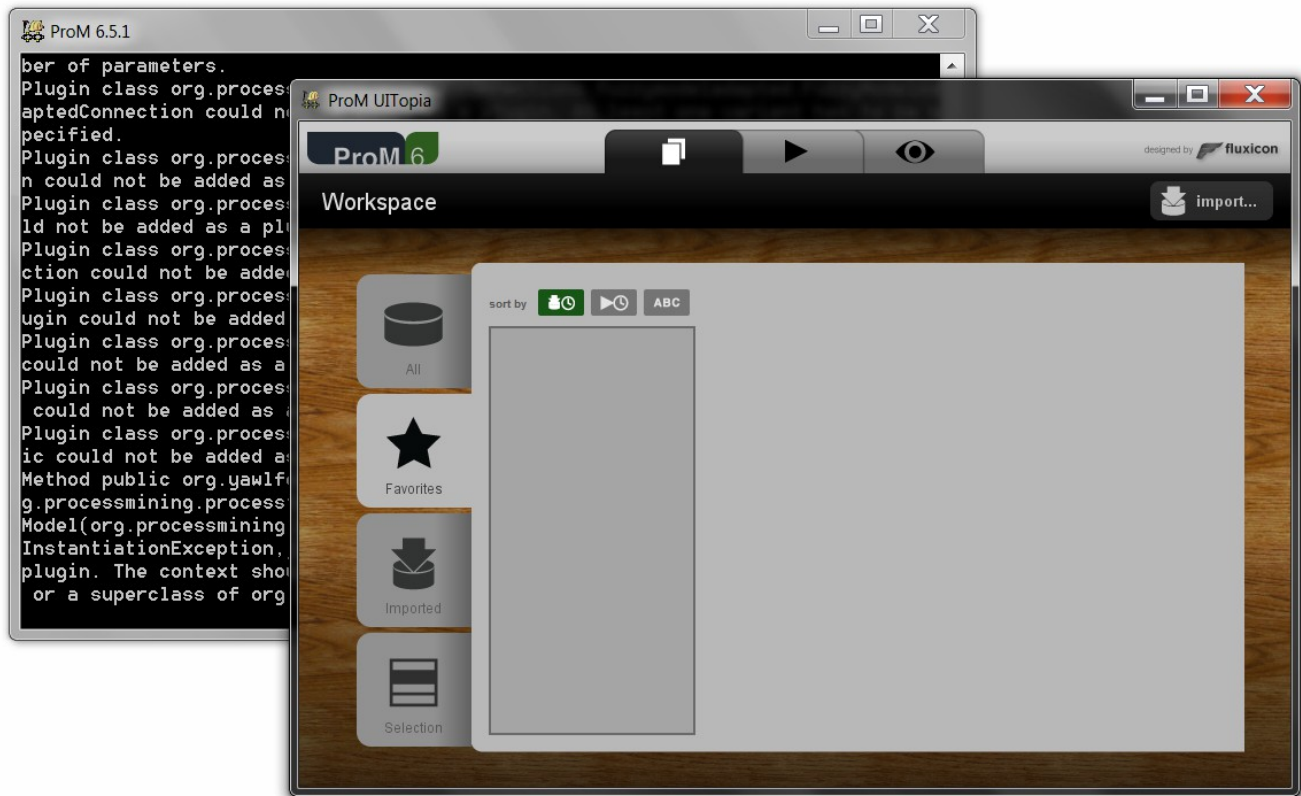 ProM 6.5.1
ber of parameters.
Plugin class org.process
aptedConnection could n
pecified.
Plugin class org.process
n could not be added as
Plugin class org.process
ld not be added as a plu
Plugin class org.process
ction could not be added
Plugin class org.process
ugin could not be added
Plugin class org.process
could not be added as a
Plugin class org.process
could not be added as a
Plugin class org.process
ic could not be added as
Method public org.yawlfo
g.processmining.process
Model(org.processmining
InstantiationException,
plugin. The context shou
or a superclass of org
ProM UITopia
ProM 6
designed by fluxicon
Workspace
import...
sort by
ABC
All
Favorites
Imported
Selection